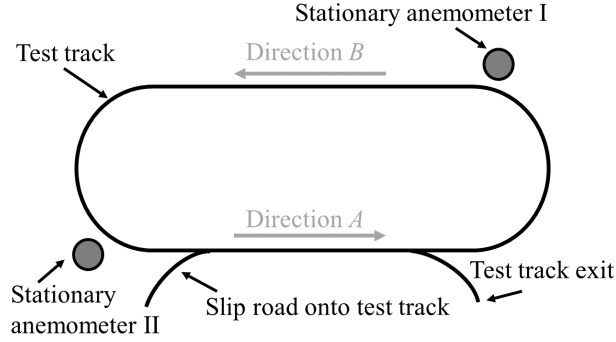 Stationary anemometer I
Test track
Direction B
Direction A
Test track exit
Stationary
anemometer II
Slip road onto test track